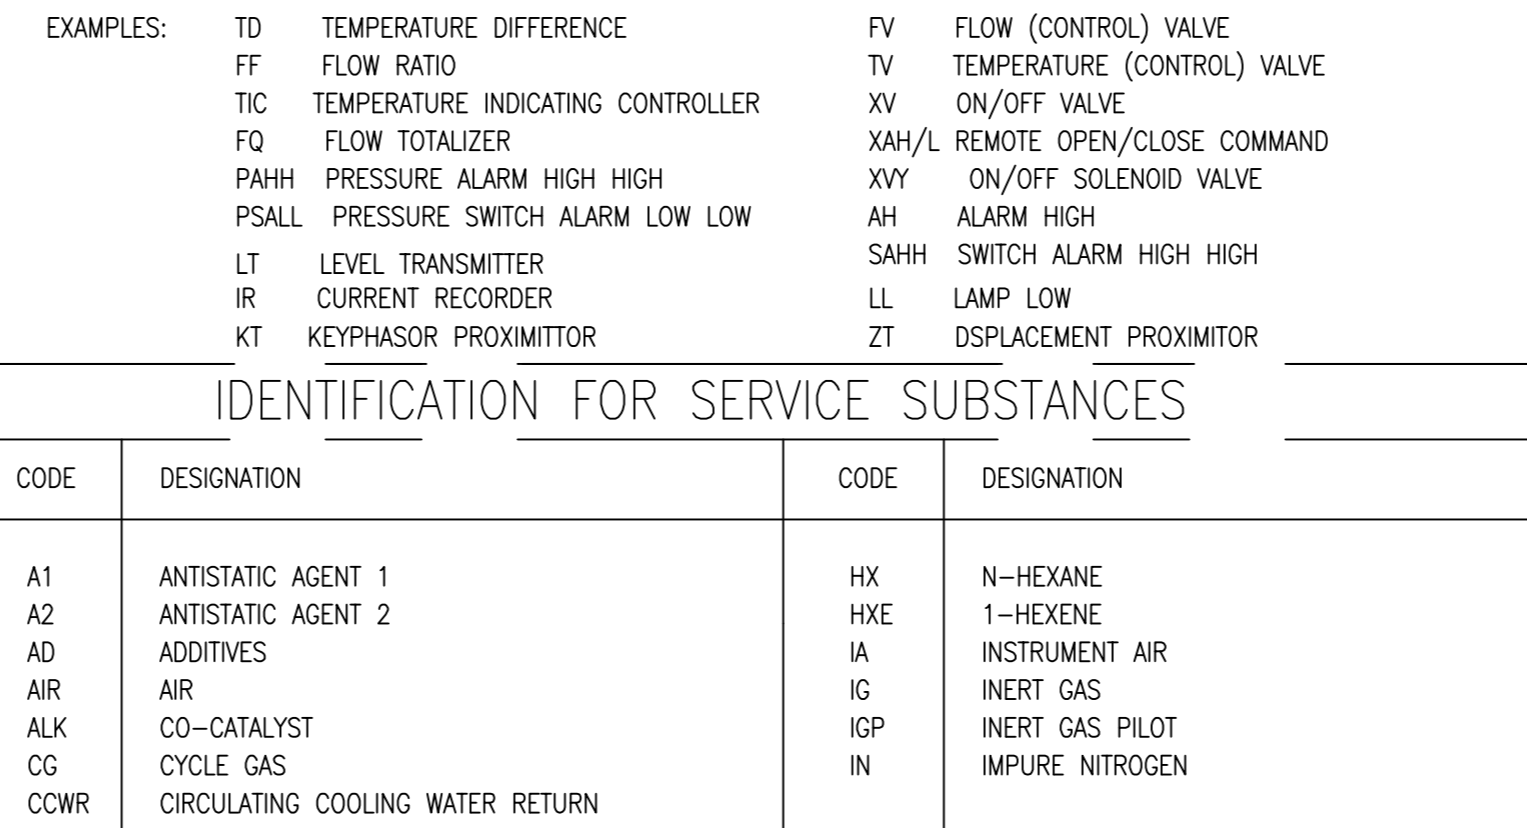 EXAMPLES: TD TEMPERATURE DIFFERENCE FV FLOW (CONTROL) VALVE
FF FLOW RATIO TV TEMPERATURE (CONTROL) VALVE
TIC TEMPERATURE INDICATING CONTROLLER XV ON/OFF VALVE
FQ FLOW TOTALIZER XAH/L REMOTE OPEN/CLOSE COMMAND
PAHH PRESSURE ALARM HIGH HIGH XVY ON/OFF SOLENOID VALVE
PSALL PRESSURE SWITCH ALARM LOW LOW AH ALARM HIGH
LT LEVEL TRANSMITTER SAHH SWITCH ALARM HIGH HIGH
IR CURRENT RECORDER LL LAMP LOW
KT KEYPHASOR PROXIMITTOR ZT DSPLACEMENT PROXIMITOR
IDENTIFICATION FOR SERVICE SUBSTANCES
CODE DESIGNATION CODE DESIGNATION
A1 ANTISTATIC AGENT 1 HX N-HEXANE
A2 ANTISTATIC AGENT 2 HXE 1-HEXENE
AD ADDITIVES IA INSTRUMENT AIR
AIR AIR IG INERT GAS
ALK CO-CATALYST IGP INERT GAS PILOT
CG CYCLE GAS IN IMPURE NITROGEN
CCWR CIRCULATING COOLING WATER RETURN